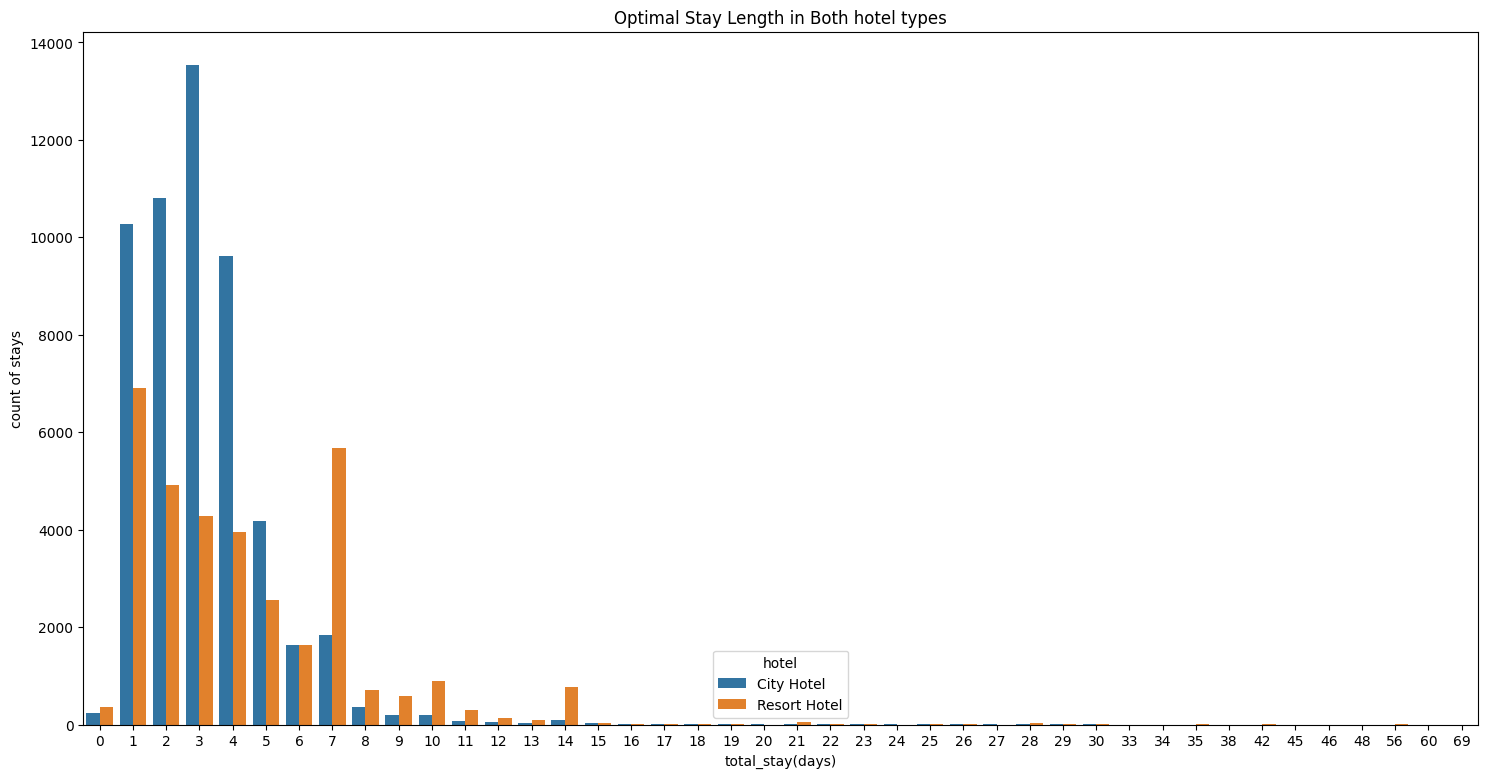 Optimal Stay Length in Both hotel types
14000
12000
10000
8000
6000
4000
2000
0
count of stays
hotel
City Hotel
Resort Hotel
0 1 2 3 4 5 6 7 8 9 10 11 12 13 14 15 16 17 18 19 20 21 22 23 24 25 26 27 28 29 30 33 34 35 38 42 45 46 48 56 60 69
total_stay(days)